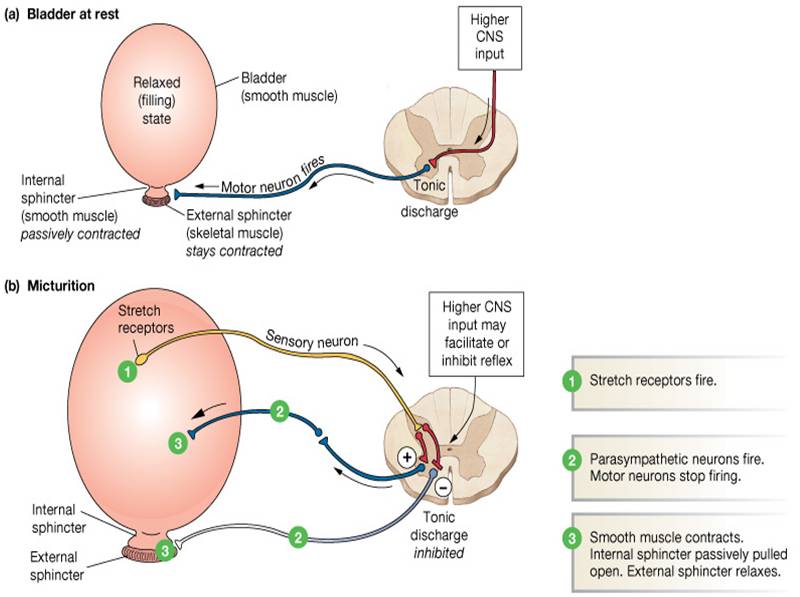 (a) Bladder at rest
Higher
CNS
input
Relaxed
(filling)
state
Bladder
(smooth muscle)
Motor neuron fires
Tonic
discharge
Internal
sphincter
(smooth muscle)
passively contracted
External sphincter
(skeletal muscle)
stays contracted
(b) Micturition
Stretch
receptors
1
Sensory neuron
Higher CNS
input may
facilitate or
inhibit reflex
2
3
+
−
Tonic
discharge
inhibited
Internal
sphincter
External
sphincter
3
2
1 Stretch receptors fire.
2 Parasympathetic neurons fire.
Motor neurons stop firing.
3 Smooth muscle contracts.
Internal sphincter passively pulled
open. External sphincter relaxes.